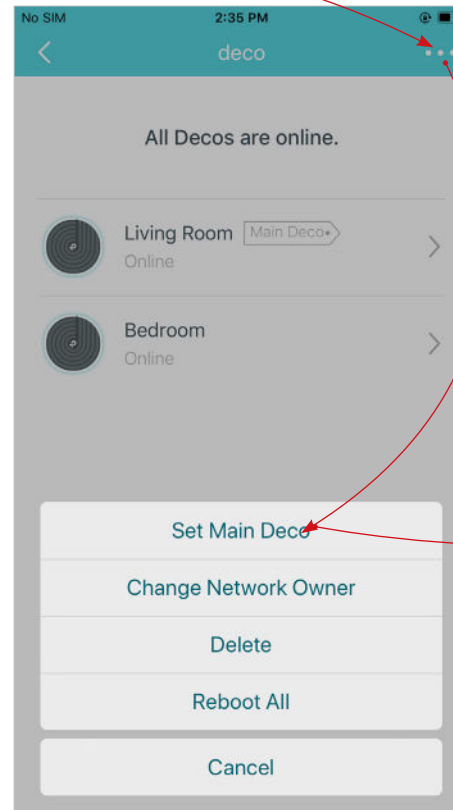 No SIM 2:35 PM
deco
All Decos are online.
Living Room Main Deco
Online
Bedroom
Online
Set Main Deco
Change Network Owner
Delete
Reboot All
Cancel